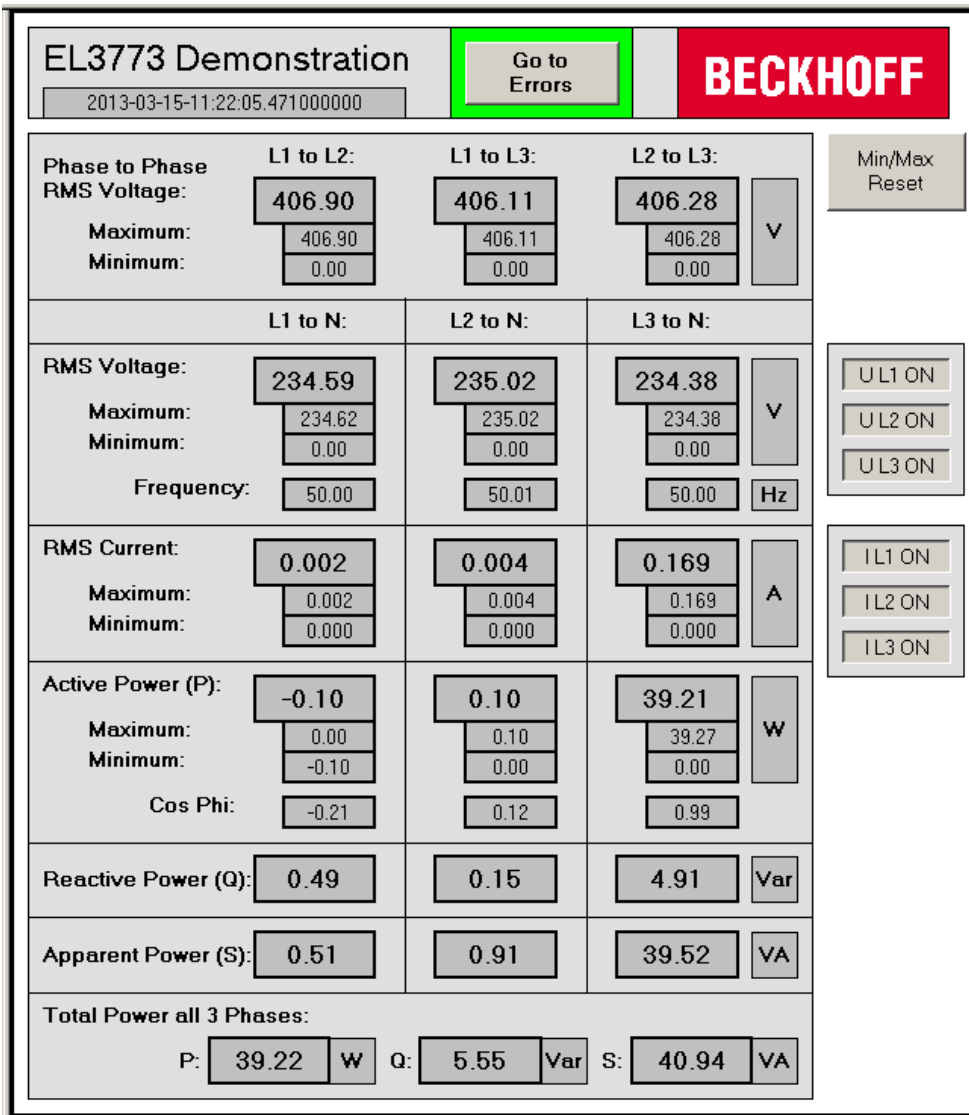 EL3773 Demonstration
2013-03-15-11:22:05.471000000
Go to
Errors
BECKHOFF
Min/Max
Reset
Phase to Phase
RMS Voltage:
L1 to L2: L1 to L3: L2 to L3:
406.90 406.11 406.28 V
Maximum: 406.90 406.11 406.28
Minimum: 0.00 0.00 0.00
L1 to N: L2 to N: L3 to N:
RMS Voltage: 234.59 235.02 234.38 V
Maximum: 234.62 235.02 234.38
Minimum: 0.00 0.00 0.00
Frequency: 50.00 50.01 50.00 Hz
U L1 ON
U L2 ON
U L3 ON
RMS Current: 0.002 0.004 0.169 A
Maximum: 0.002 0.004 0.169
Minimum: 0.000 0.000 0.000
I L1 ON
I L2 ON
I L3 ON
Active Power (P): -0.10 0.10 39.21 W
Maximum: 0.00 0.10 39.27
Minimum: -0.10 0.00 0.00
Cos Phi: -0.21 0.12 0.99
Reactive Power (Q): 0.49 0.15 4.91 Var
Apparent Power (S): 0.51 0.91 39.52 VA
Total Power all 3 Phases:
P: 39.22 W Q: 5.55 Var S: 40.94 VA